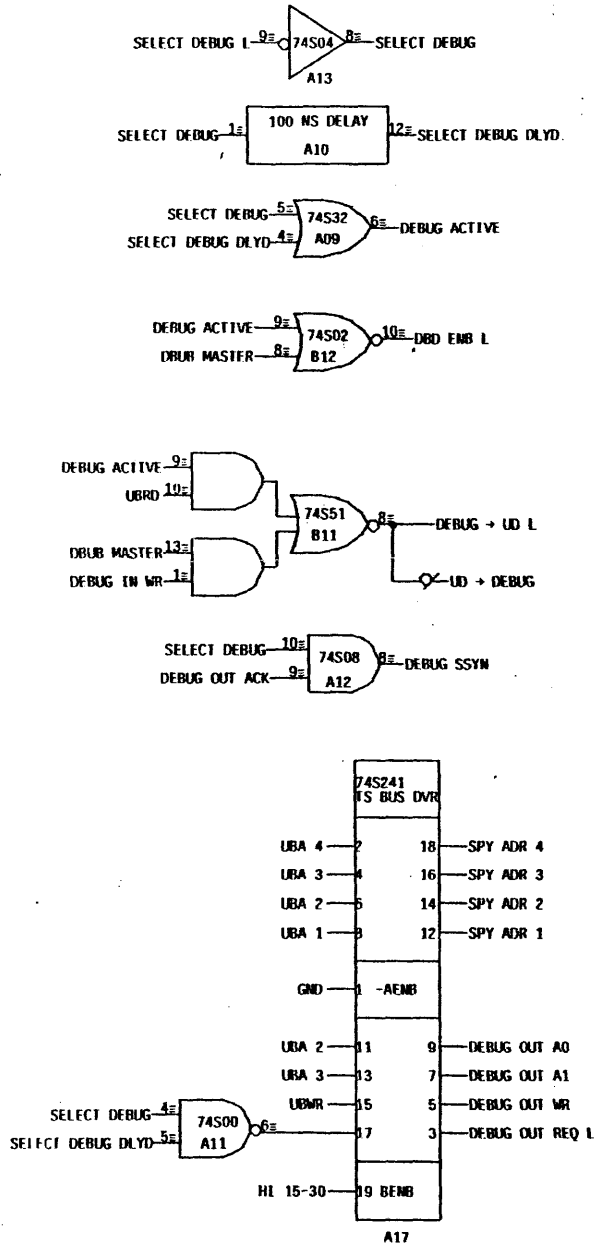 SELECT DEBUG L 9 74S04 8 SELECT DEBUG
A13
SELECT DEBUG 1 100 NS DELAY 12 SELECT DEBUG DLYD
A10
SELECT DEBUG 5 74S32 6 DEBUG ACTIVE
SELECT DEBUG DLYD 4 A09
DEBUG ACTIVE 9 74S02 10 DBD ENB L
DBUB MASTER 8 B12
DEBUG ACTIVE 9
UBRD 10
74S51 8 DEBUG → UD L
B11
DBUB MASTER 13
DEBUG IN WR 1
UD → DEBUG
SELECT DEBUG 10 74S08 8 DEBUG SSYN
DEBUG OUT ACK 9 A12
74S241
TS BUS DVR
UBA 4 2 18 SPY ADR 4
UBA 3 4 16 SPY ADR 3
UBA 2 6 14 SPY ADR 2
UBA 1 8 12 SPY ADR 1
GND 1 -AENB
UBA 2 11 9 DEBUG OUT A0
UBA 3 13 7 DEBUG OUT A1
UBWR 15 5 DEBUG OUT WR
SELECT DEBUG 4 74S00 6 17 3 DEBUG OUT REQ L
SELECT DEBUG DLYD 5 A11
HI 15-30 19 BENB
A17